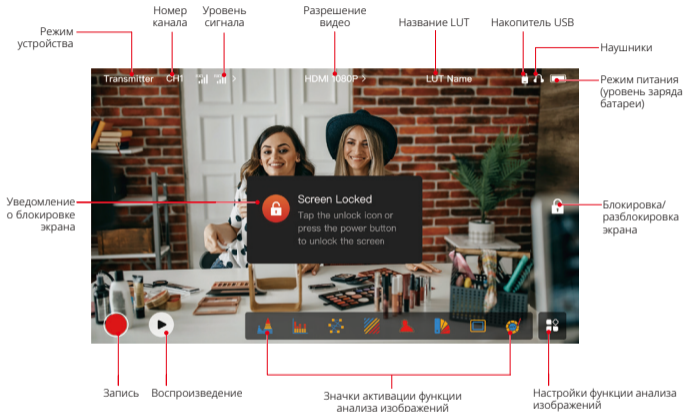 Режим
устройства
Номер
канала
Уровень
сигнала
Разрешение
видео
Название LUT
Накопитель USB
Наушники
Режим питания
(уровень заряда
батареи)
Transmitter CH1
HDMI 1080P >
LUT Name
Уведомление
о блокировке
экрана
Screen Locked
Tap the unlock icon or
press the power button
to unlock the screen
Блокировка/
разблокировка
экрана
Запись
Воспроизведение
Значки активации функции
анализа изображений
Настройки функции анализа
изображений